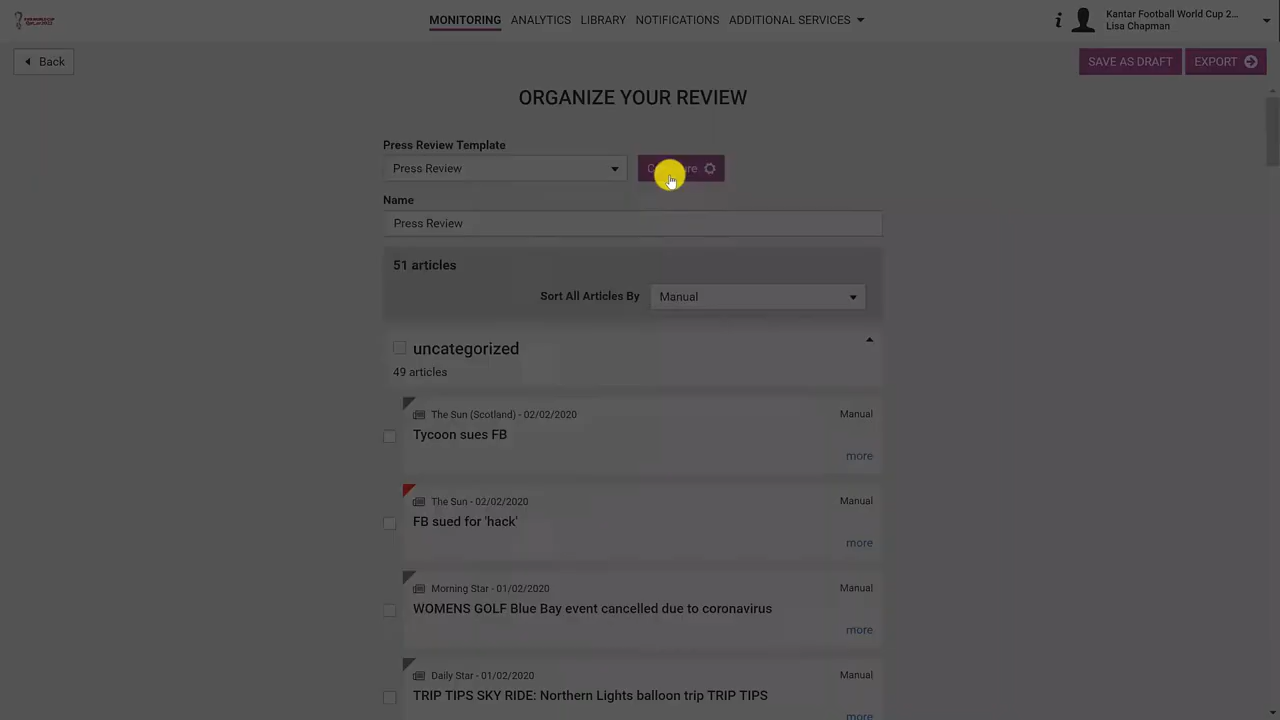 MONITORING ANALYTICS LIBRARY NOTIFICATIONS ADDITIONAL SERVICES
Kantar Football World Cup 2...
Lisa Chapman
Back
SAVE AS DRAFT
EXPORT
ORGANIZE YOUR REVIEW
Press Review Template
Press Review
Name
Press Review
51 articles
Sort All Articles By
Manual
uncategorized
49 articles
The Sun (Scotland) - 02/02/2020
Manual
Tycoon sues FB
more
The Sun - 02/02/2020
Manual
FB sued for 'hack'
more
Morning Star - 01/02/2020
Manual
WOMENS GOLF Blue Bay event cancelled due to coronavirus
more
Daily Star - 01/02/2020
Manual
TRIP TIPS SKY RIDE: Northern Lights balloon trip TRIP TIPS
more